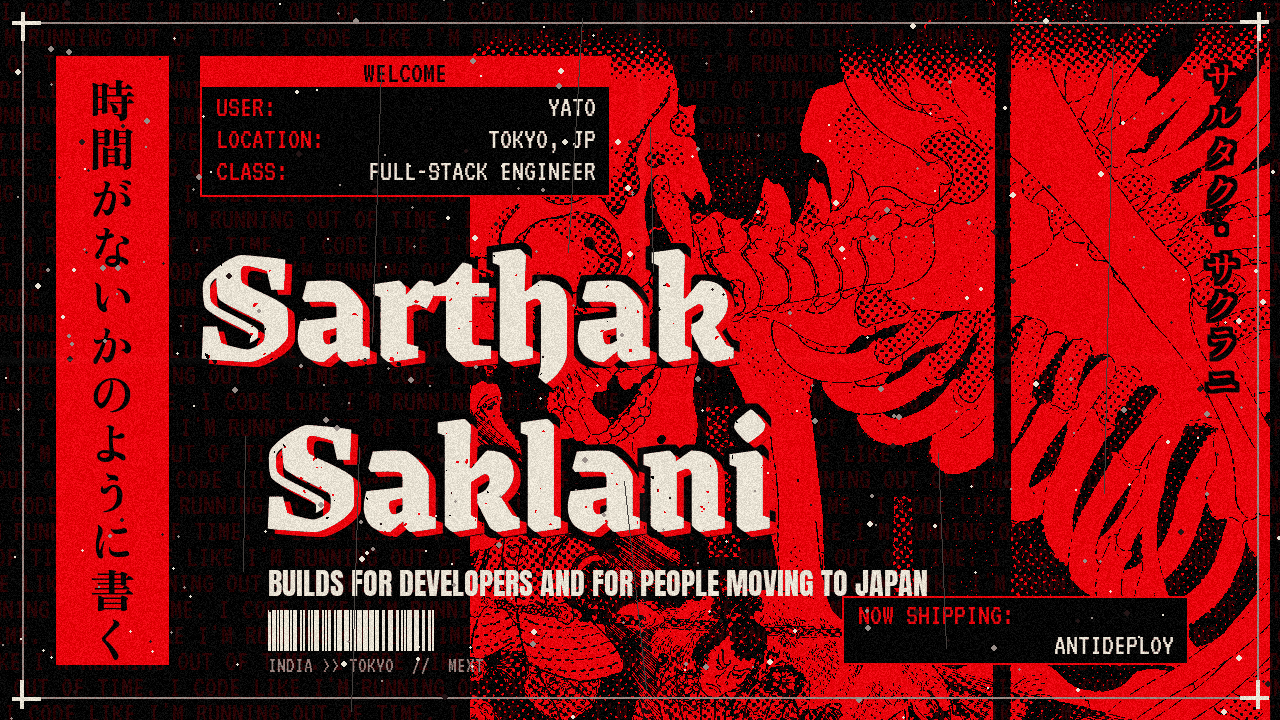 時間がないかのように書く
WELCOME
USER: YATO
LOCATION: TOKYO, JP
CLASS: FULL-STACK ENGINEER
サルタク・サクラニ
Sarthak
Saklani
BUILDS FOR DEVELOPERS AND FOR PEOPLE MOVING TO JAPAN
INDIA >> TOKYO // MEXT
NOW SHIPPING:
ANTIDEPLOY